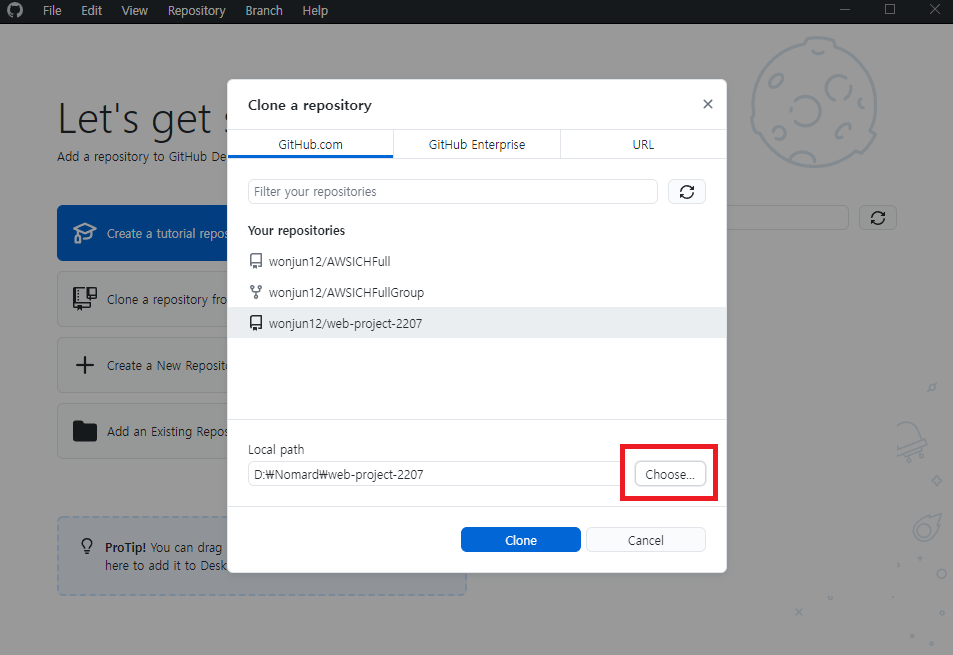 File Edit View Repository Branch Help
Let's get
Add a repository to GitHub De
Create a tutorial repos
Clone a repository fro
Create a New Reposit
Add an Existing Repos
ProTip! You can drag
here to add it to Desk
Clone a repository
GitHub.com GitHub Enterprise URL
Filter your repositories
Your repositories
wonjun12/AWSICHFull
wonjun12/AWSICHFullGroup
wonjun12/web-project-2207
Local path
D:₩Nomard₩web-project-2207
Choose...
Clone Cancel